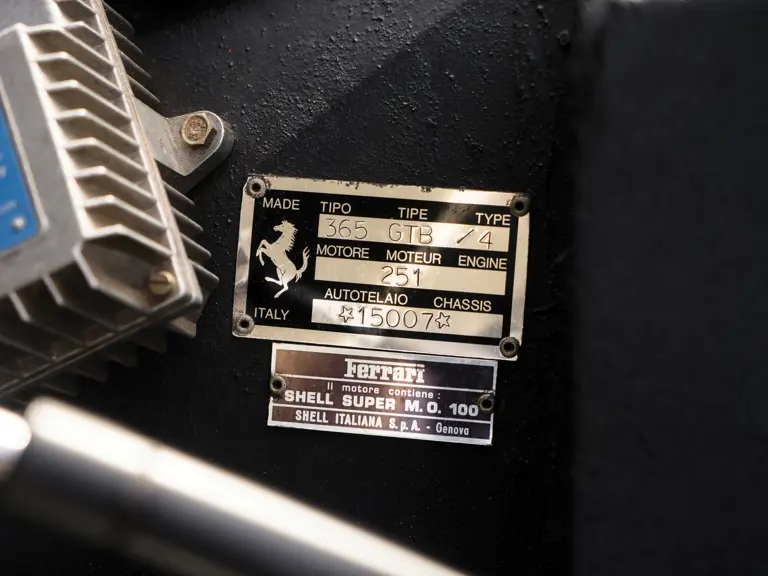 MADE TIPO TIPE TYPE
365 GTB /4
MOTORE MOTEUR ENGINE
251
AUTOTELAIO CHASSIS
ITALY ☆15007☆
Ferrari
Il motore contiene:
SHELL SUPER M.O. 100
SHELL ITALIANA S.p.A. - Genova